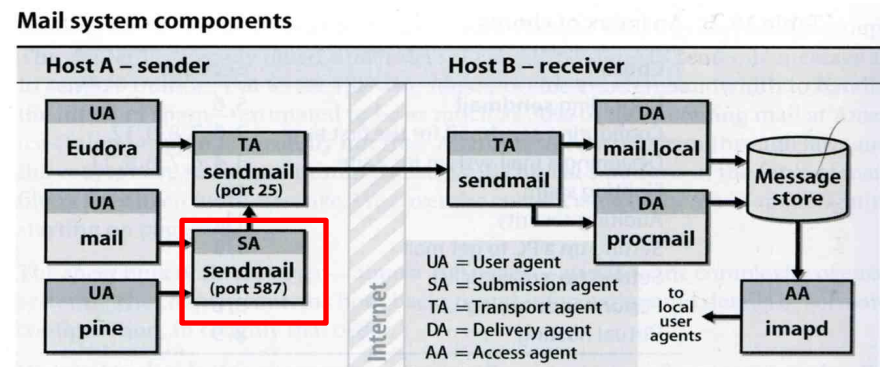 Mail system components
Host A – sender
Host B – receiver
UA
Eudora
UA
mail
UA
pine
TA
sendmail
(port 25)
SA
sendmail
(port 587)
Internet
TA
sendmail
DA
mail.local
DA
procmail
Message
store
AA
imapd
to
local
user
agents
UA = User agent
SA = Submission agent
TA = Transport agent
DA = Delivery agent
AA = Access agent